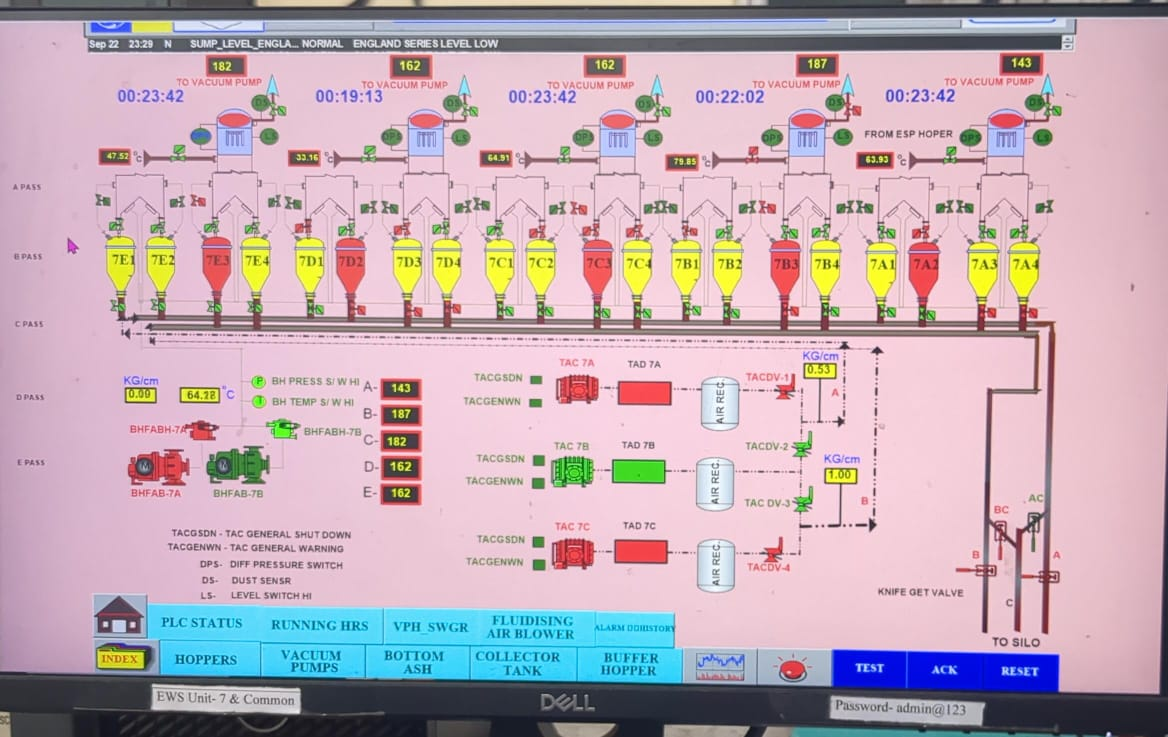 Sep 22 23:29 N SUMP_LEVEL_ENGLA... NORMAL ENGLAND SERIES LEVEL LOW
182 162 162 187 143
TO VACUUM PUMP TO VACUUM PUMP TO VACUUM PUMP TO VACUUM PUMP TO VACUUM PUMP
00:23:42 00:19:13 00:23:42 00:22:02 00:23:42
DS DS DS DS DS
DPS LS DPS LS DPS LS DPS LS FROM ESP HOPER DPS LS
47.52 °C 33.16 °C 64.91 °C 79.85 °C 63.93 °C
A PASS
B PASS
7E1 7E2 7E3 7E4 7D1 7D2 7D3 7D4 7C1 7C2 7C3 7C4 7B1 7B2 7B3 7B4 7A1 7A2 7A3 7A4
C PASS
D PASS
E PASS
KG/cm
0.09 64.28 °C
P BH PRESS S/ W HI
T BH TEMP S/ W HI
BHFABH-7A BHFABH-7B
BHFAB-7A BHFAB-7B
A- 143
B- 187
C- 182
D- 162
E- 162
TACGSDN - TAC GENERAL SHUT DOWN
TACGENWN - TAC GENERAL WARNING
DPS- DIFF PRESSURE SWITCH
DS- DUST SENSR
LS- LEVEL SWITCH HI
TAC 7A TAD 7A
TACGSDN
TACGENWN
AIR REC.
TACDV-1
KG/cm
0.53
A
TAC 7B TAD 7B
TACGSDN
TACGENWN
AIR REC.
TACDV-2
TAC DV-3
KG/cm
1.00
B
TAC 7C TAD 7C
TACGSDN
TACGENWN
AIR REC.
TACDV-4
BC AC
B A
C
KNIFE GET VALVE
TO SILO
PLC STATUS RUNNING HRS VPH_SWGR FLUIDISING AIR BLOWER ALARM HISTORY
INDEX HOPPERS VACUUM PUMPS BOTTOM ASH COLLECTOR TANK BUFFER HOPPER TEST ACK RESET
EWS Unit- 7 & Common
DELL
Password- admin@123